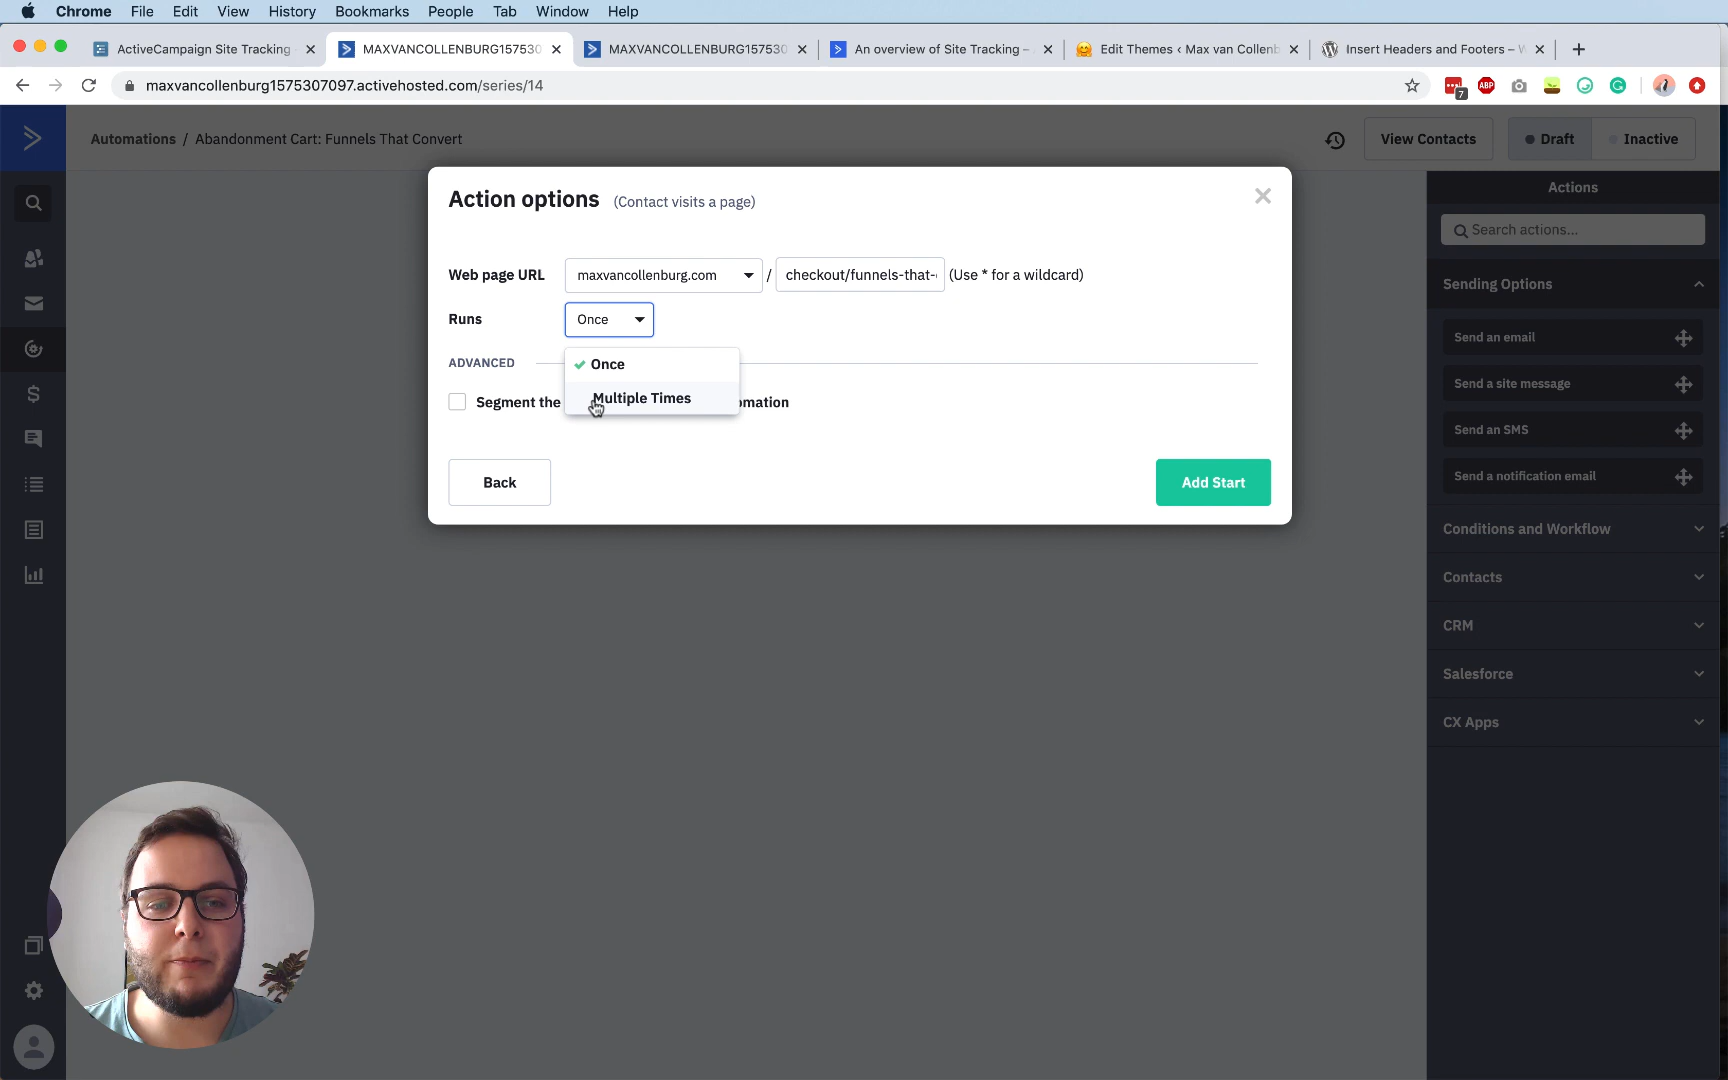 Chrome File Edit View History Bookmarks People Tab Window Help
ActiveCampaign Site Tracking
MAXVANCOLLENBURG157530
MAXVANCOLLENBURG157530
An overview of Site Tracking –
Edit Themes ‹ Max van Collenb
Insert Headers and Footers –
maxvancollenburg1575307097.activehosted.com/series/14
7
ABP
Automations / Abandonment Cart: Funnels That Convert
View Contacts
Draft
Inactive
Action options (Contact visits a page)
Web page URL maxvancollenburg.com / checkout/funnels-that- (Use * for a wildcard)
Runs Once
ADVANCED
Once
Multiple Times
Segment the
omation
Back
Add Start
Actions
Search actions...
Sending Options
Send an email
Send a site message
Send an SMS
Send a notification email
Conditions and Workflow
Contacts
CRM
Salesforce
CX Apps